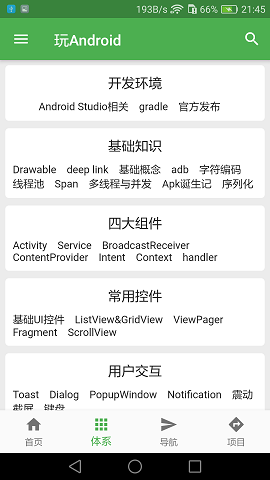 193B/s 66% 21:45
玩Android
开发环境
Android Studio相关 gradle 官方发布
基础知识
Drawable deep link 基础概念 adb 字符编码
线程池 Span 多线程与并发 Apk诞生记 序列化
四大组件
Activity Service BroadcastReceiver
ContentProvider Intent Context handler
常用控件
基础UI控件 ListView&GridView ViewPager
Fragment ScrollView
用户交互
Toast Dialog PopupWindow Notification 震动
截屏 键盘
首页 体系 导航 项目